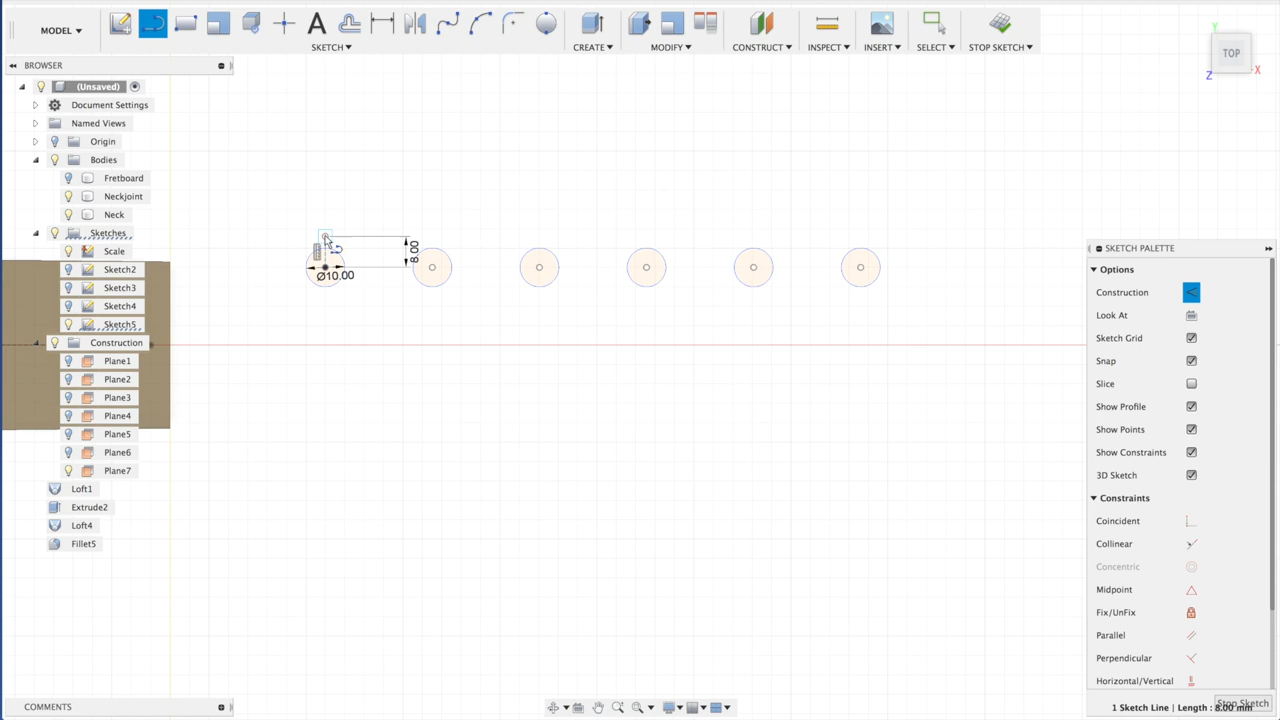 MODEL ▾
SKETCH ▾
CREATE ▾
MODIFY ▾
CONSTRUCT ▾
INSPECT ▾
INSERT ▾
SELECT ▾
STOP SKETCH ▾
Y
TOP
X
Z
BROWSER
(Unsaved)
Document Settings
Named Views
Origin
Bodies
Fretboard
Neckjoint
Neck
Sketches
Scale
Sketch2
Sketch3
Sketch4
Sketch5
Construction
Plane1
Plane2
Plane3
Plane4
Plane5
Plane6
Plane7
Loft1
Extrude2
Loft4
Fillet5
8.00
Ø10.00
SKETCH PALETTE
Options
Construction
Look At
Sketch Grid
Snap
Slice
Show Profile
Show Points
Show Constraints
3D Sketch
Constraints
Coincident
Collinear
Concentric
Midpoint
Fix/UnFix
Parallel
Perpendicular
Horizontal/Vertical
Stop Sketch
1 Sketch Line | Length : 8.00 mm
COMMENTS